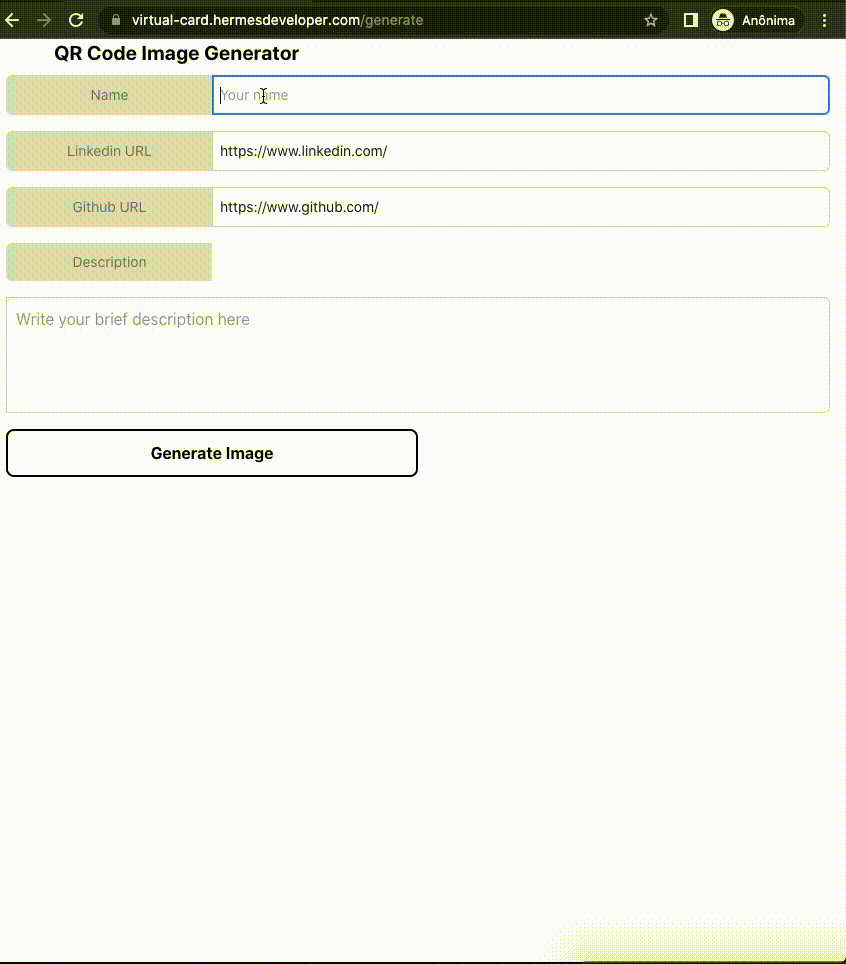 virtual-card.hermesdeveloper.com/generate Anônima
QR Code Image Generator
Name Your name
Linkedin URL https://www.linkedin.com/
Github URL https://www.github.com/
Description
Write your brief description here
Generate Image